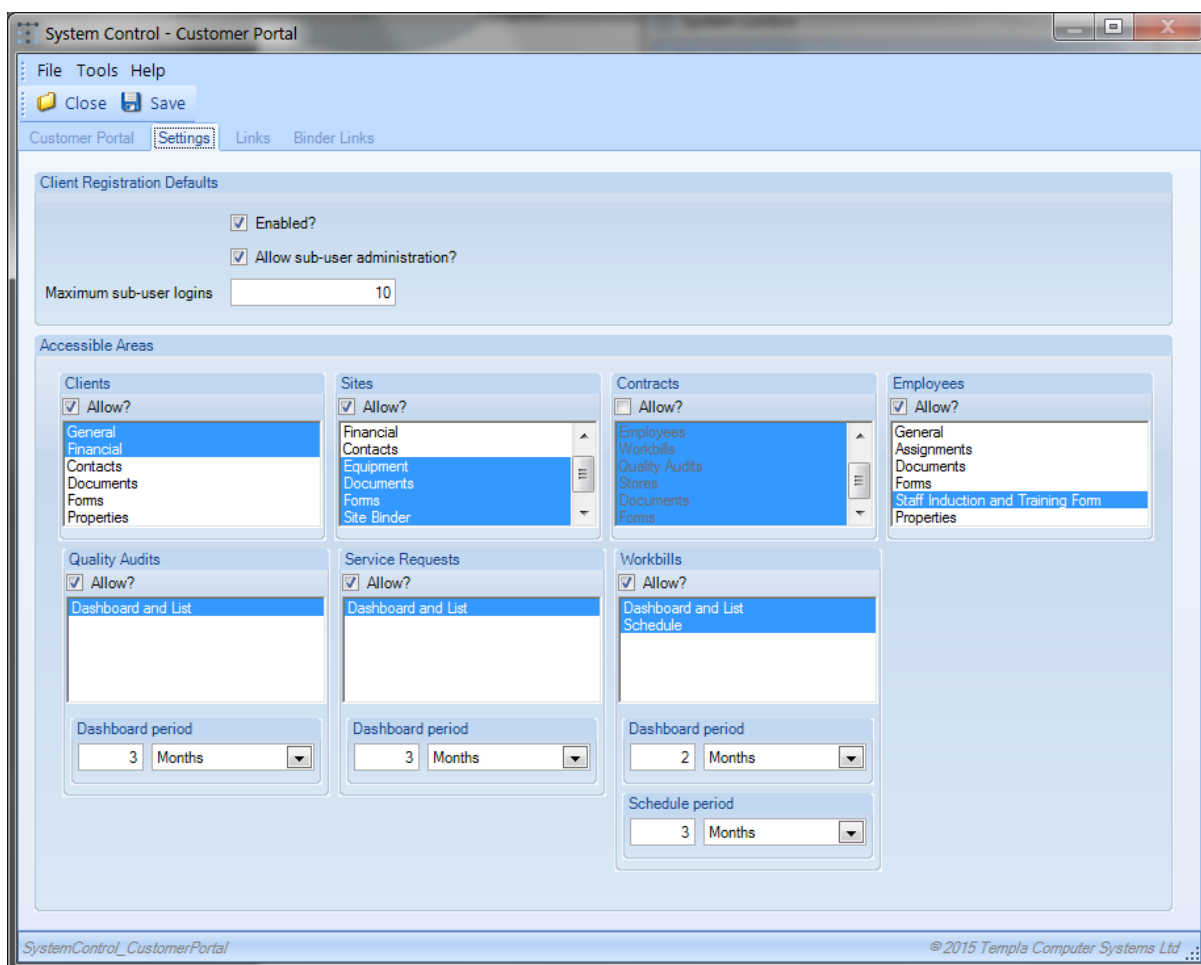 System Control - Customer Portal
File Tools Help
Close Save
Customer Portal Settings Links Binder Links
Client Registration Defaults
Enabled?
Allow sub-user administration?
Maximum sub-user logins 10
Accessible Areas
Clients
Allow?
General
Financial
Contacts
Documents
Forms
Properties
Sites
Allow?
Financial
Contacts
Equipment
Documents
Forms
Site Binder
Contracts
Allow?
Employees
Workbills
Quality Audits
Stores
Documents
Forms
Employees
Allow?
General
Assignments
Documents
Forms
Staff Induction and Training Form
Properties
Quality Audits
Allow?
Dashboard and List
Dashboard period
3 Months
Service Requests
Allow?
Dashboard and List
Dashboard period
3 Months
Workbills
Allow?
Dashboard and List
Schedule
Dashboard period
2 Months
Schedule period
3 Months
SystemControl_CustomerPortal
© 2015 Templa Computer Systems Ltd